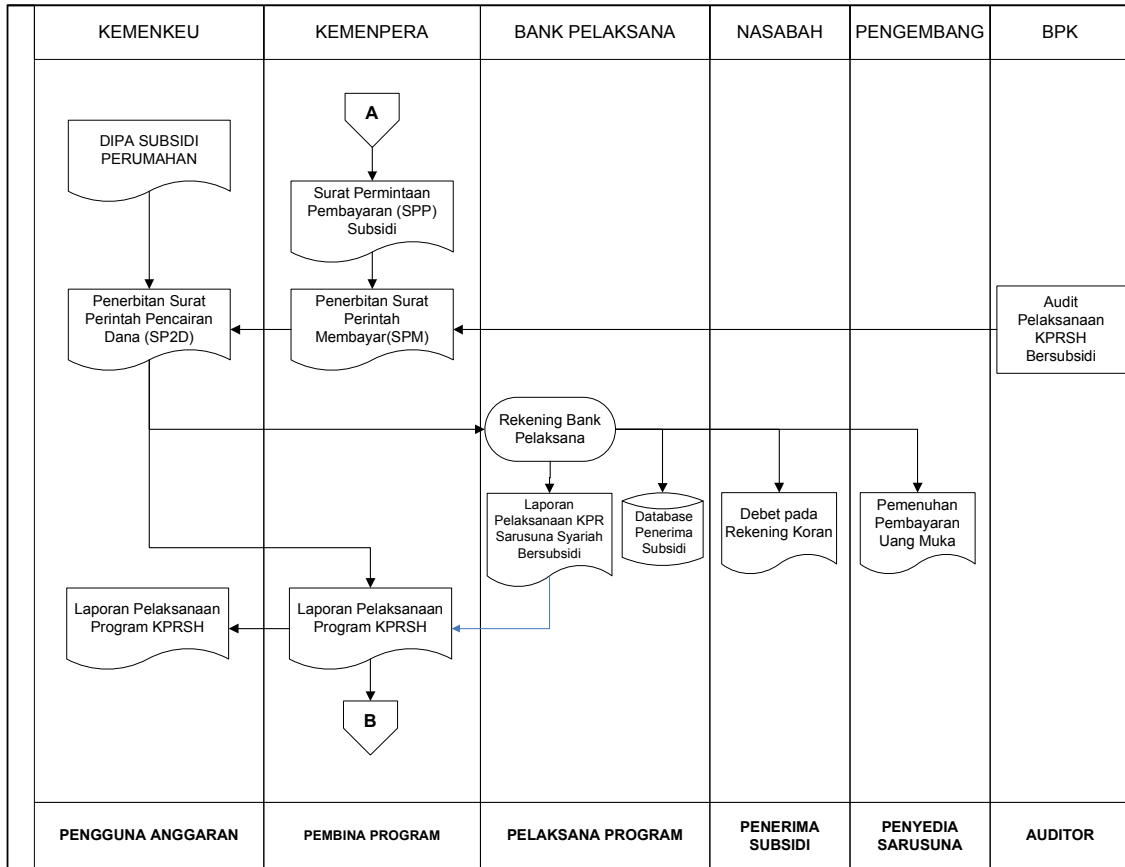 KEMENKEU
KEMENPERA
BANK PELAKSANA
NASABAH
PENGEMBANG
BPK
A
DIPA SUBSIDI
PERUMAHAN
Surat Permintaan
Pembayaran (SPP)
Subsidi
Penerbitan Surat
Perintah Pencairan
Dana (SP2D)
Penerbitan Surat
Perintah
Membayar(SPM)
Audit
Pelaksanaan
KPRSH
Bersubsidi
Rekening Bank
Pelaksana
Laporan
Pelaksanaan KPR
Sarusuna Syariah
Bersubsidi
Database
Penerima
Subsidi
Debet pada
Rekening Koran
Pemenuhan
Pembayaran
Uang Muka
Laporan Pelaksanaan
Program KPRSH
Laporan Pelaksanaan
Program KPRSH
B
PENGGUNA ANGGARAN
PEMBINA PROGRAM
PELAKSANA PROGRAM
PENERIMA
SUBSIDI
PENYEDIA
SARUSUNA
AUDITOR